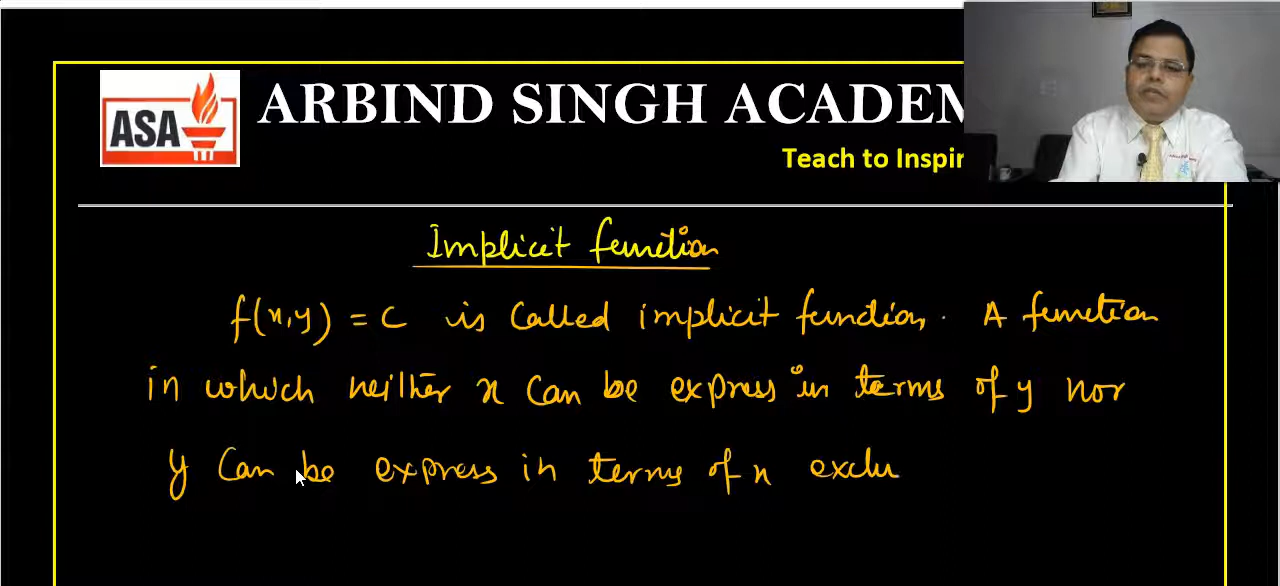 ASA
ARBIND SINGH ACADEM
Teach to Inspir
Implicit function
f(x,y) = C is called implicit function. A function
in which neither x can be express in terms of y nor
y can be express in terms of x exclu